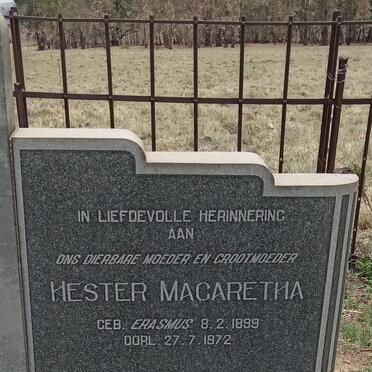 IN LIEFDEVOLLE HERINNERING
AAN
ONS DIERBARE MOEDER EN GROOTMOEDER
HESTER MAGARETHA
GEB. ERASMUS 8.2.1899
OORL. 27.7.1972